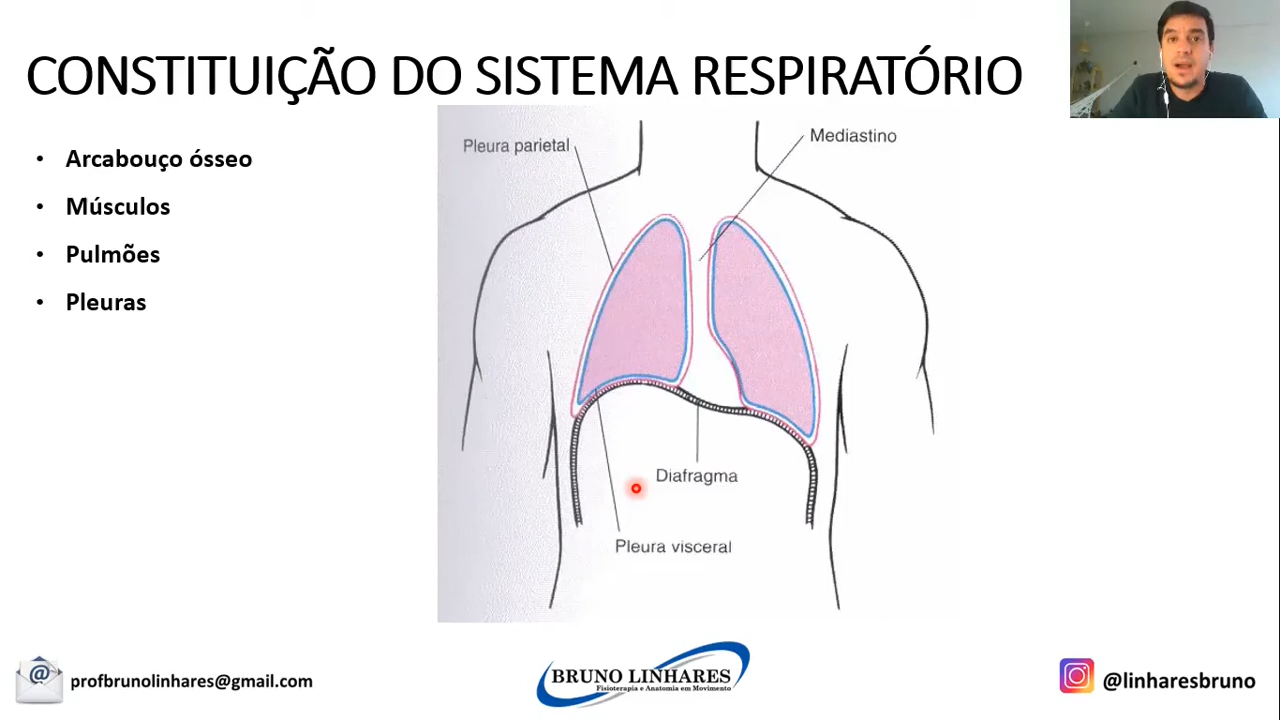 CONSTITUIÇÃO DO SISTEMA RESPIRATÓRIO
• Arcabouço ósseo
• Músculos
• Pulmões
• Pleuras
Pleura parietal
Mediastino
Diafragma
Pleura visceral
@
profbrunolinhares@gmail.com
BRUNO LINHARES
Fisioterapia e Anatomia em Movimento
@linharesbruno